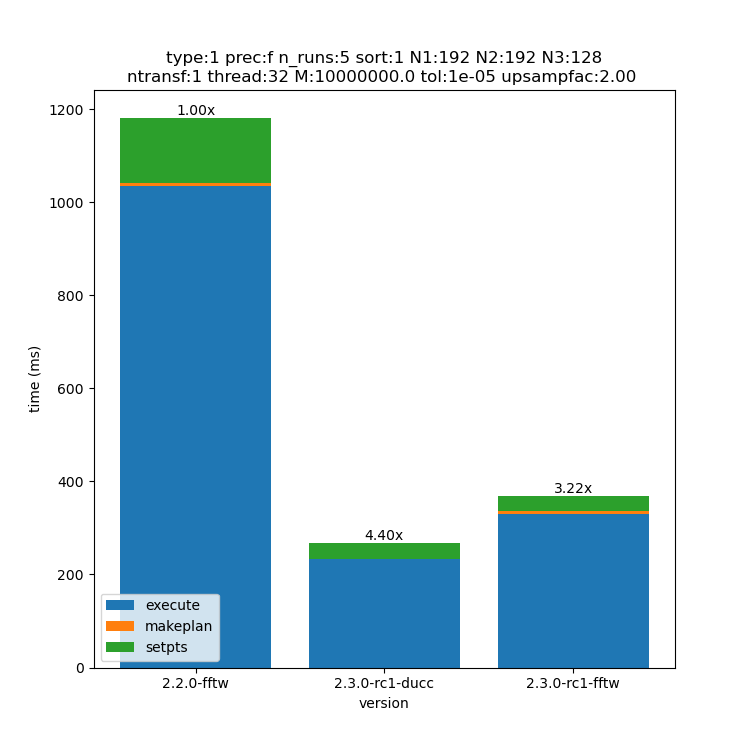 type:1 prec:f n_runs:5 sort:1 N1:192 N2:192 N3:128
ntransf:1 thread:32 M:10000000.0 tol:1e-05 upsampfac:2.00
1200
1000
800
600
400
200
0
time (ms)
1.00x
4.40x
3.22x
execute
makeplan
setpts
2.2.0-fftw
2.3.0-rc1-ducc
2.3.0-rc1-fftw
version